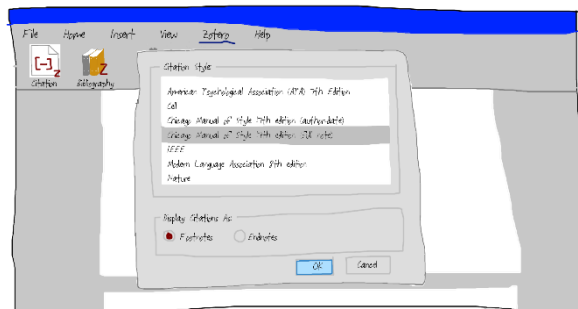 File Home Insert View Zotero Help
[-] z z
Citation Bibliography
Citation Style
American Psychological Association (APA) 7th Edition
Cell
Chicago Manual of Style 17th edition (author-date)
Chicago Manual of Style 17th edition (full note)
IEEE
Modern Language Association 8th edition
Nature
Display Citations As:
Footnotes Endnotes
OK Cancel